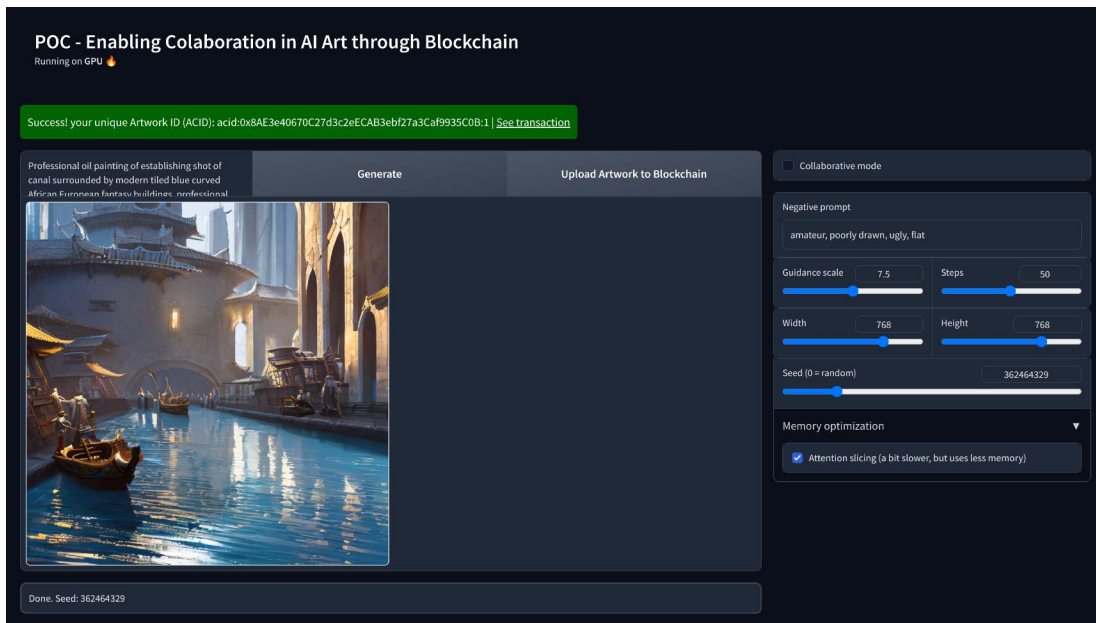 POC - Enabling Colaboration in AI Art through Blockchain
Running on GPU 🔥
Success! your unique Artwork ID (ACID): acid:0x8AE3e40670C27d3c2eECAB3ebf27a3Caf9935C0B:1 | See transaction
Professional oil painting of establishing shot of
canal surrounded by modern tiled blue curved
African European fantasy buildings, professional
Generate
Upload Artwork to Blockchain
Collaborative mode
Negative prompt
amateur, poorly drawn, ugly, flat
Guidance scale 7.5
Steps 50
Width 768
Height 768
Seed (0 = random) 362464329
Memory optimization ▼
Attention slicing (a bit slower, but uses less memory)
Done. Seed: 362464329